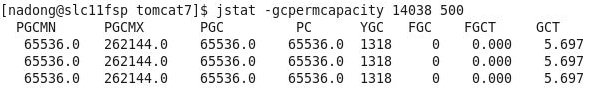 [nadong@slc11fsp tomcat7]$ jstat -gcpermcapacity 14038 500
PGCMN PGCMX PGC PC YGC FGC FGCT GCT
65536.0 262144.0 65536.0 65536.0 1318 0 0.000 5.697
65536.0 262144.0 65536.0 65536.0 1318 0 0.000 5.697
65536.0 262144.0 65536.0 65536.0 1318 0 0.000 5.697